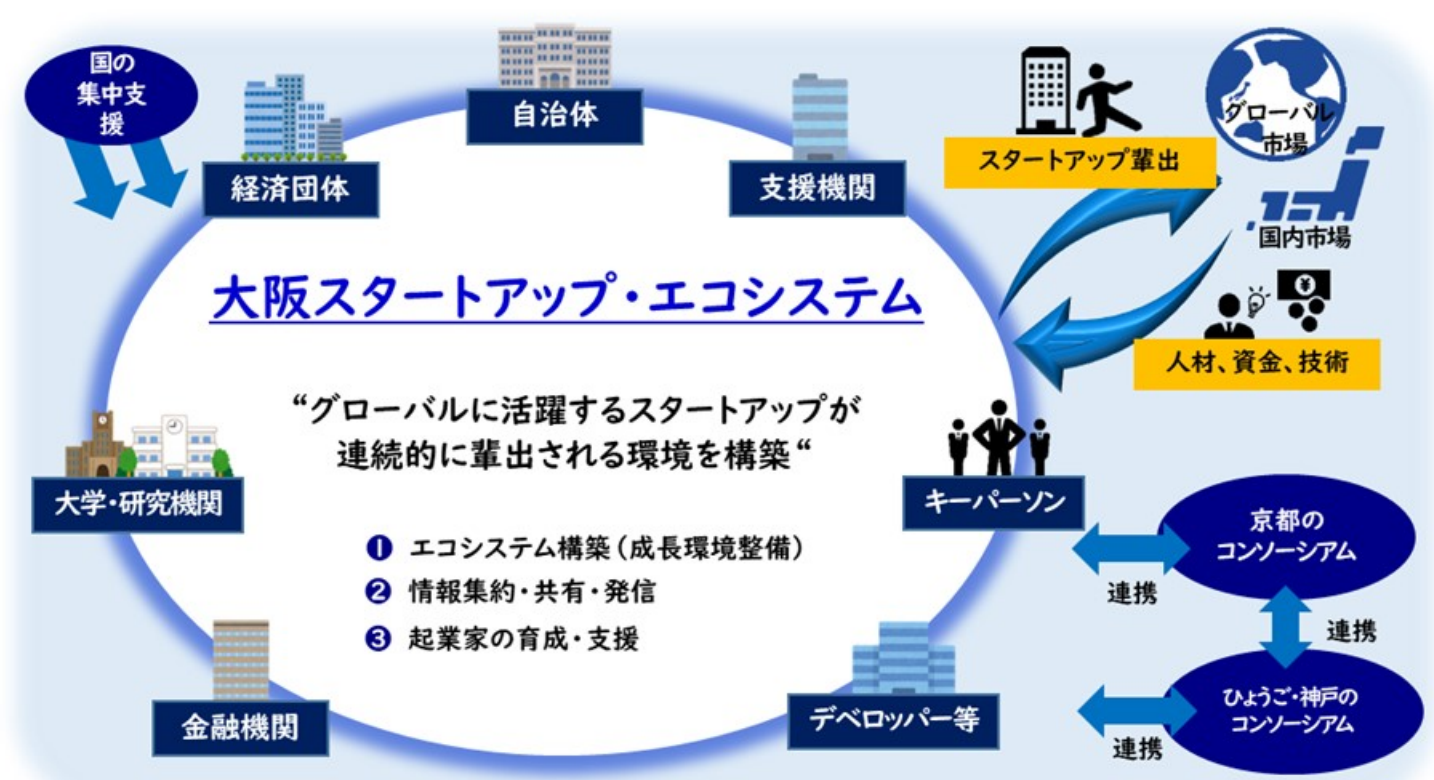 国の
集中支
援
自治体
経済団体
支援機関
スタートアップ輩出
グローバル
市場
国内市場
¥
人材、資金、技術
大阪スタートアップ・エコシステム
“グローバルに活躍するスタートアップが
連続的に輩出される環境を構築“
大学・研究機関
キーパーソン
❶ エコシステム構築(成長環境整備)
❷ 情報集約・共有・発信
❸ 起業家の育成・支援
京都の
コンソーシアム
連携
連携
金融機関
デベロッパー等
ひょうご・神戸の
コンソーシアム
連携